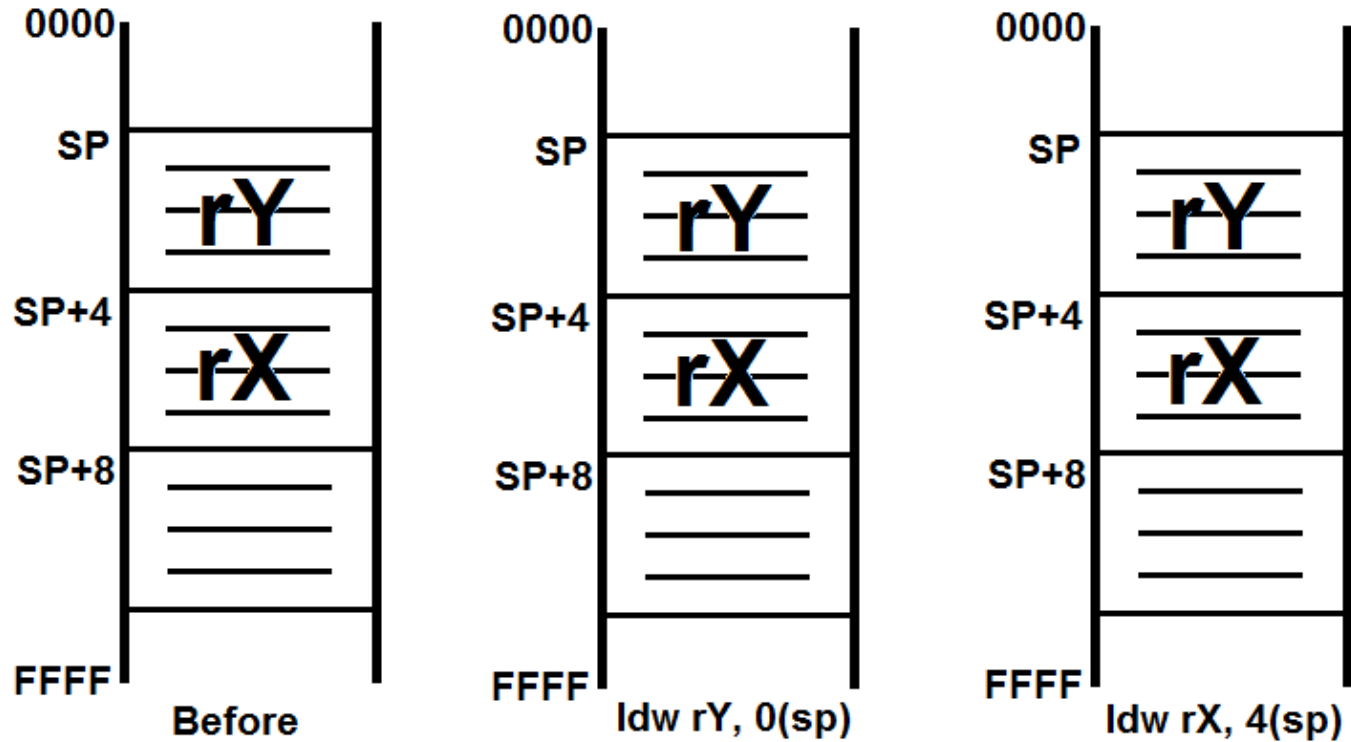 0000
SP
rY
SP+4
rX
SP+8
FFFF
Before
0000
SP
rY
SP+4
rX
SP+8
FFFF
ldw rY, 0(sp)
0000
SP
rY
SP+4
rX
SP+8
FFFF
ldw rX, 4(sp)